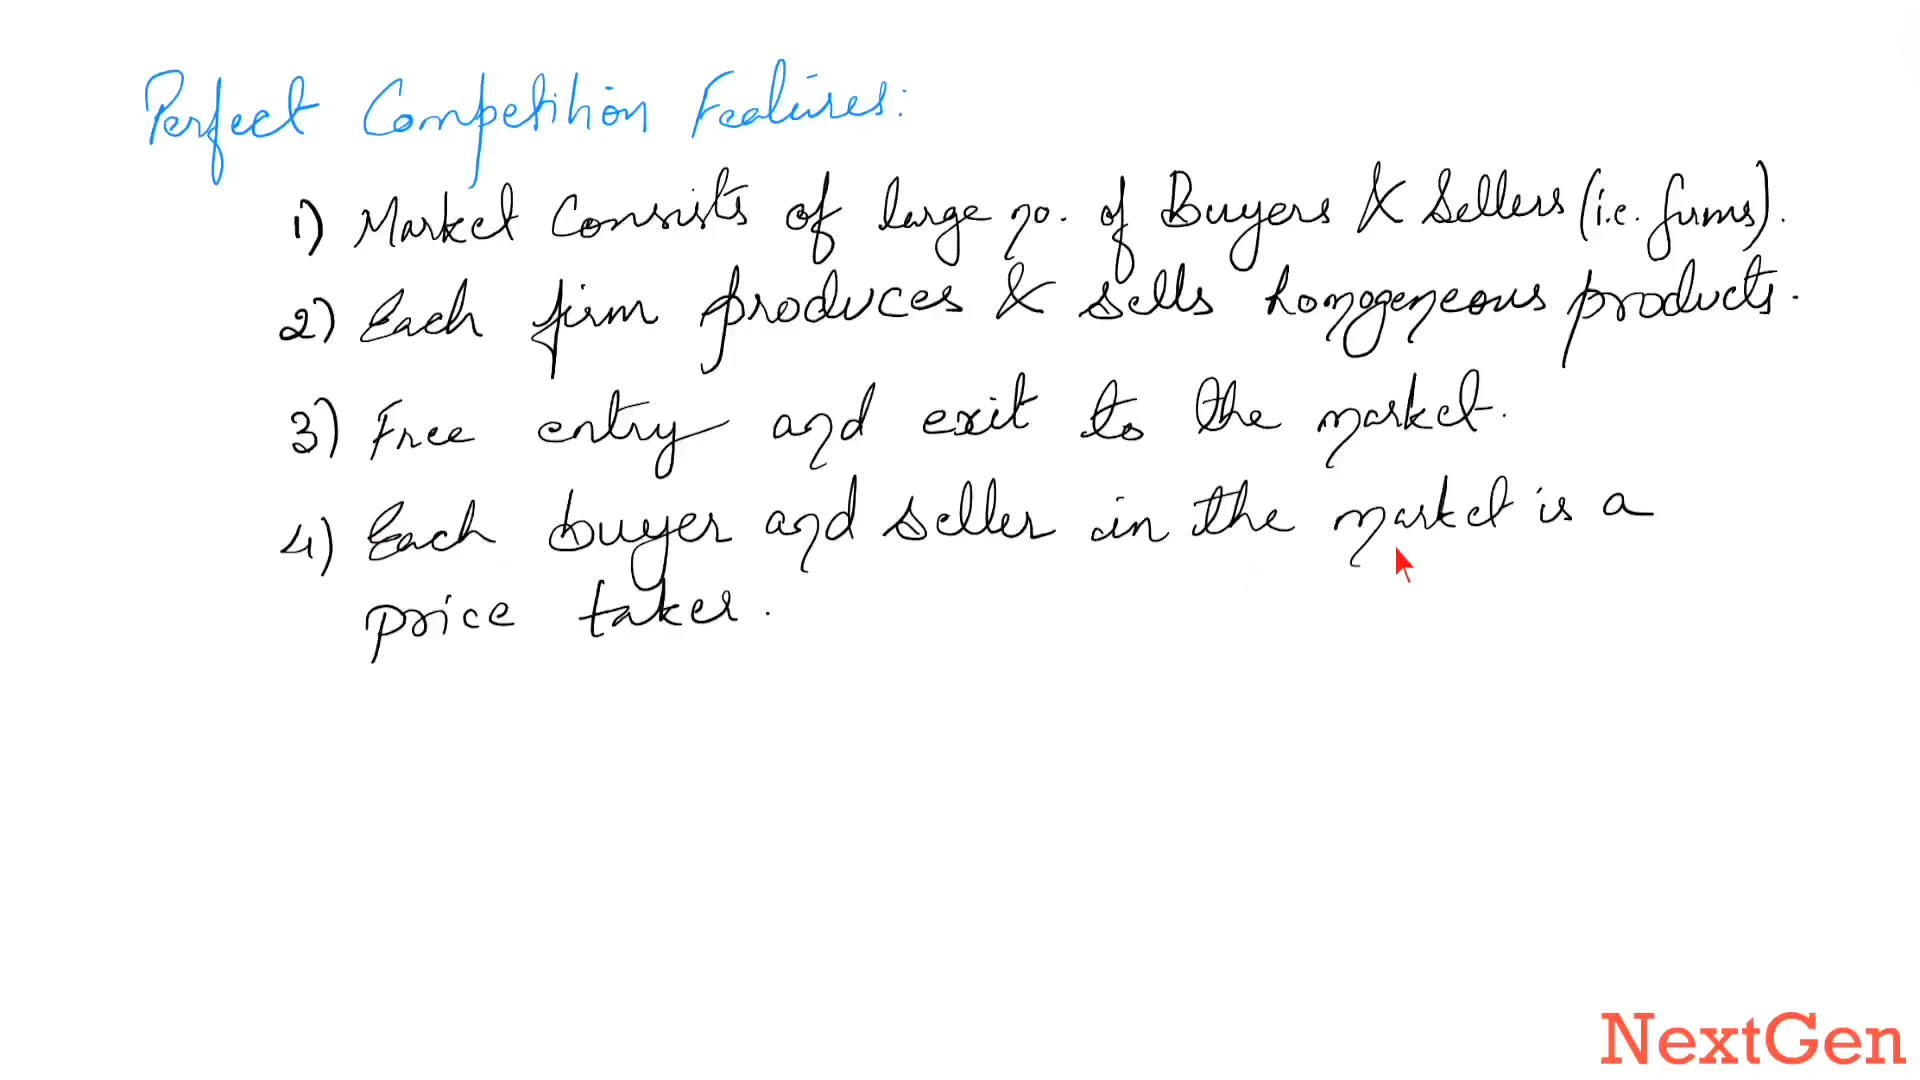 Perfect Competition Features:
1) Market Consists of large no. of Buyers & Sellers (i.e. firms).
2) Each firm produces & sells homogeneous products.
3) Free entry and exit to the market.
4) Each buyer and seller in the market is a
price taker.
NextGen